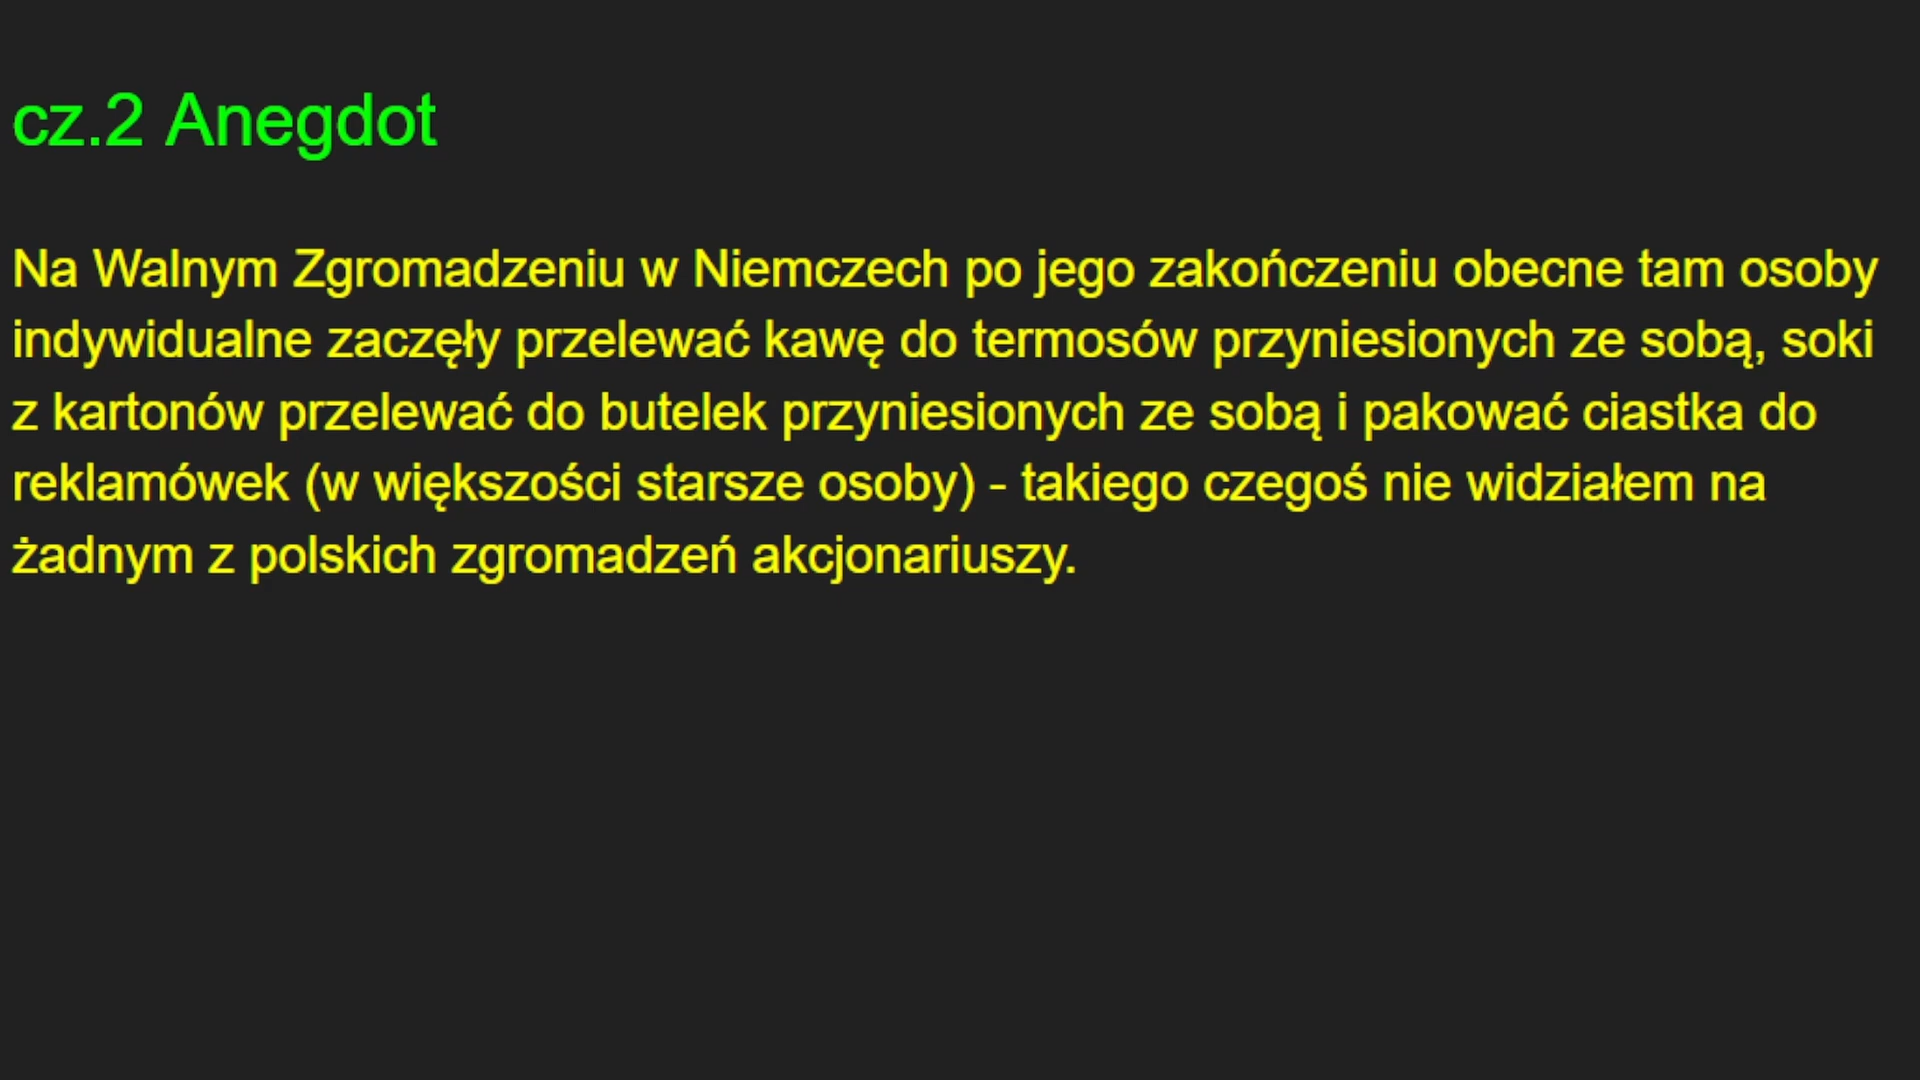 cz.2 Anegdot
Na Walnym Zgromadzeniu w Niemczech po jego zakończeniu obecne tam osoby
indywidualne zaczęły przelewać kawę do termosów przyniesionych ze sobą, soki
z kartonów przelewać do butelek przyniesionych ze sobą i pakować ciastka do
reklamówek (w większości starsze osoby) - takiego czegoś nie widziałem na
żadnym z polskich zgromadzeń akcjonariuszy.